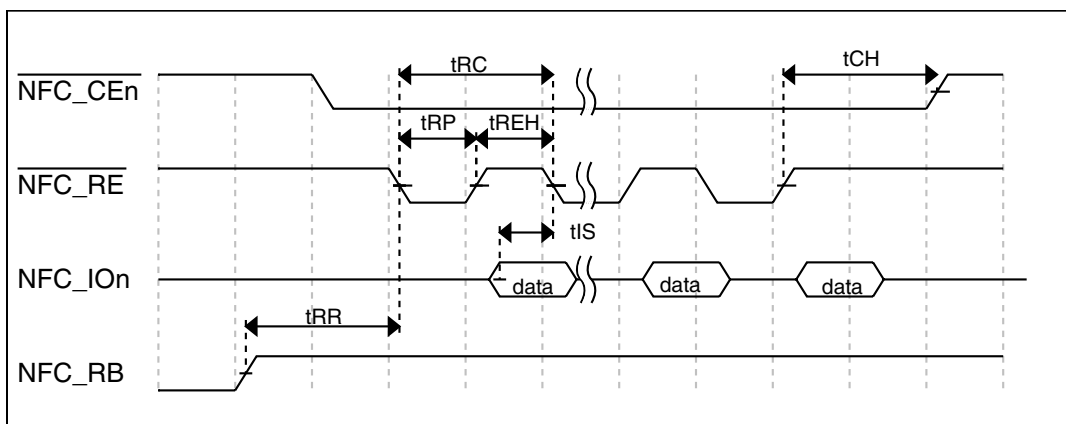 tRC
tCH
NFC_CEn
tRP
tREH
NFC_RE
tIS
NFC_IOn
data
data
data
tRR
NFC_RB